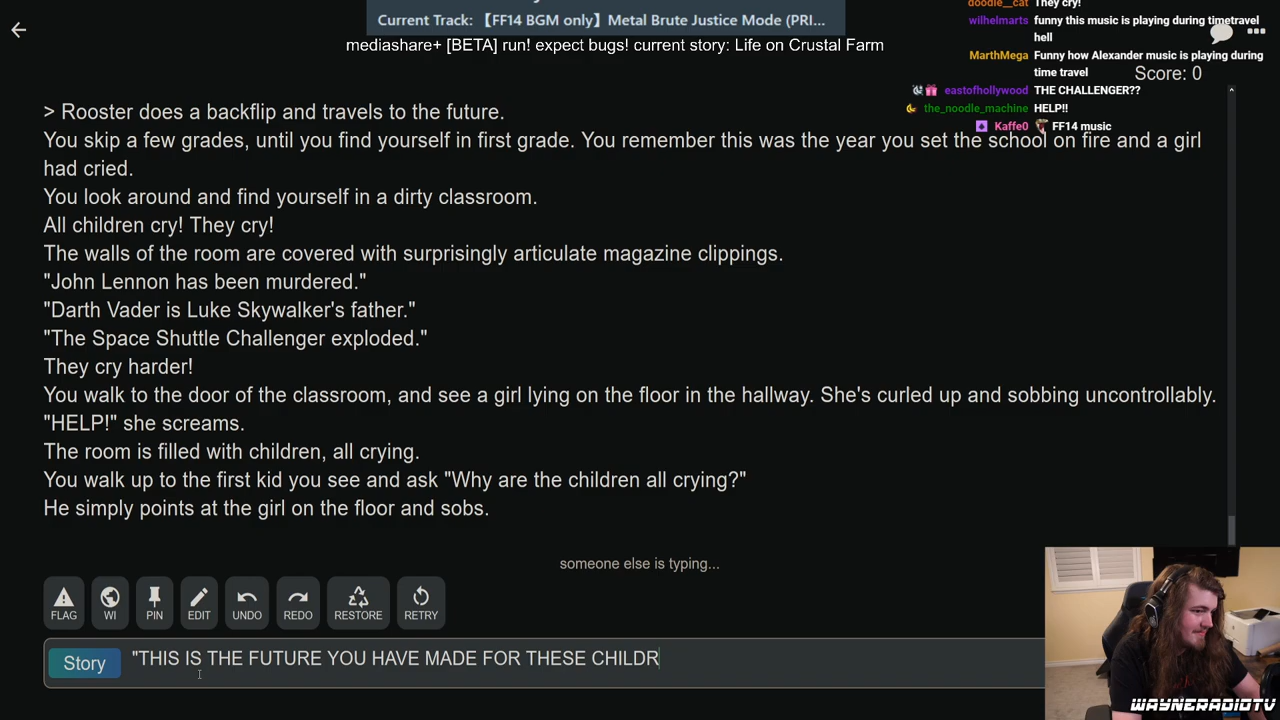 Current Track: 【FF14 BGM only】Metal Brute Justice Mode (PRI...
mediashare+ [BETA] run! expect bugs! current story: Life on Crustal Farm
doodle__cat They cry!
wilhelmarts funny this music is playing during timetravel
hell
MarthMega Funny how Alexander music is playing during
time travel
Score: 0
eastofhollywood THE CHALLENGER??
the_noodle_machine HELP!!
Kaffe0 FF14 music
> Rooster does a backflip and travels to the future.
You skip a few grades, until you find yourself in first grade. You remember this was the year you set the school on fire and a girl
had cried.
You look around and find yourself in a dirty classroom.
All children cry! They cry!
The walls of the room are covered with surprisingly articulate magazine clippings.
"John Lennon has been murdered."
"Darth Vader is Luke Skywalker's father."
"The Space Shuttle Challenger exploded."
They cry harder!
You walk to the door of the classroom, and see a girl lying on the floor in the hallway. She's curled up and sobbing uncontrollably.
"HELP!" she screams.
The room is filled with children, all crying.
You walk up to the first kid you see and ask "Why are the children all crying?"
He simply points at the girl on the floor and sobs.
someone else is typing...
FLAG WI PIN EDIT UNDO REDO RESTORE RETRY
Story "THIS IS THE FUTURE YOU HAVE MADE FOR THESE CHILDR
WAYNERADIOTV